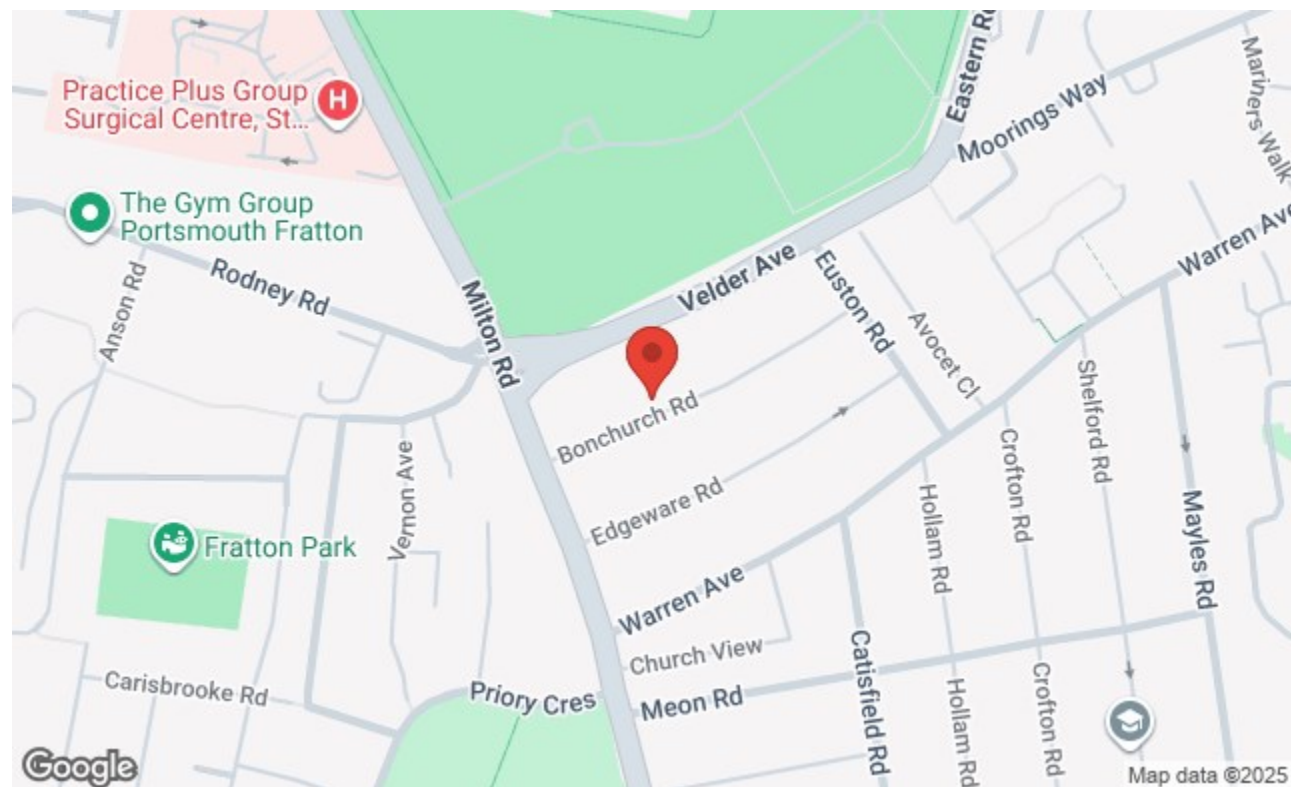 Practice Plus Group
Surgical Centre, St...
H
The Gym Group
Portsmouth Fratton
Eastern Rd
Moorings Way
Mariners Walk
Warren Ave
Anson Rd
Rodney Rd
Milton Rd
Velder Ave
Euston Rd
Avocet Cl
Shelford Rd
Bonchurch Rd
Edgeware Rd
Vernon Ave
Fratton Park
Hollam Rd
Crofton Rd
Mayles Rd
Warren Ave
Church View
Catisfield Rd
Carisbrooke Rd
Priory Cres
Meon Rd
Hollam Rd
Crofton Rd
Google
Map data ©2025